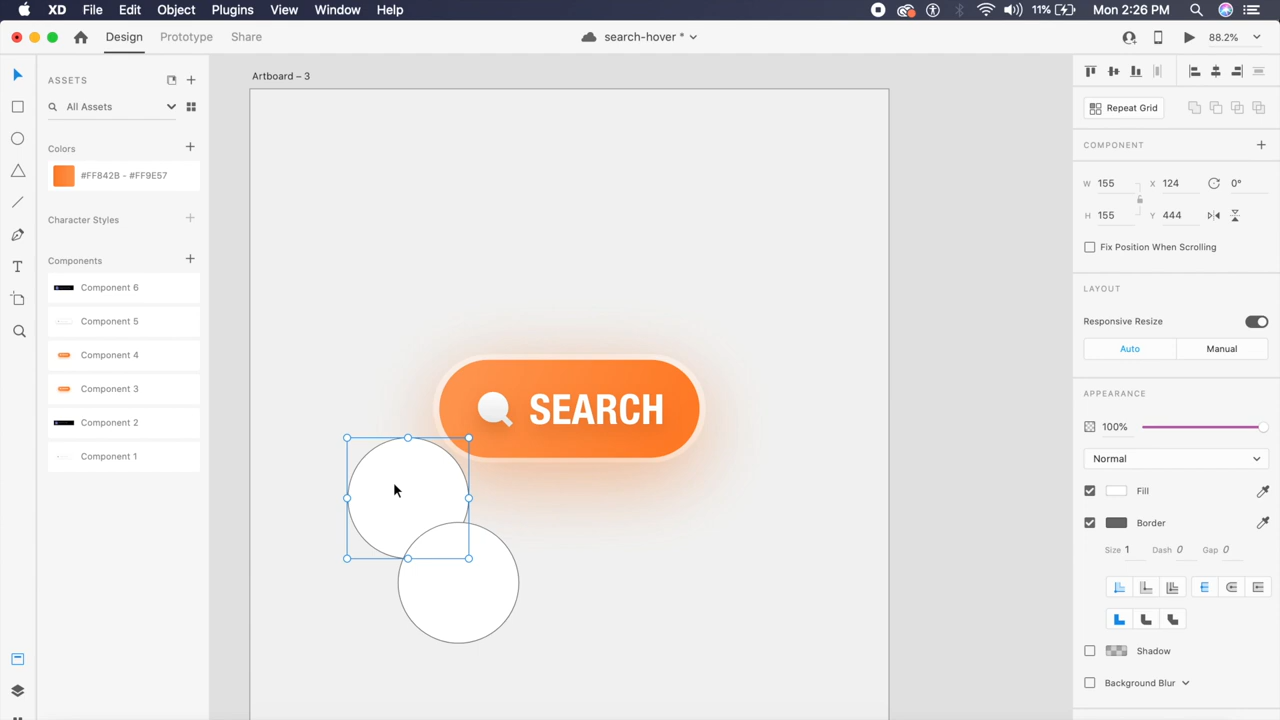 XD File Edit Object Plugins View Window Help
11% Mon 2:26 PM
Design Prototype Share
search-hover *
88.2%
ASSETS
All Assets
Colors
#FF842B - #FF9E57
Character Styles
Components
Component 6
Component 5
Component 4
Component 3
Component 2
Component 1
Artboard – 3
SEARCH
Repeat Grid
COMPONENT
W 155 X 124 0°
H 155 Y 444
Fix Position When Scrolling
LAYOUT
Responsive Resize
Auto Manual
APPEARANCE
100%
Normal
Fill
Border
Size 1 Dash 0 Gap 0
Shadow
Background Blur